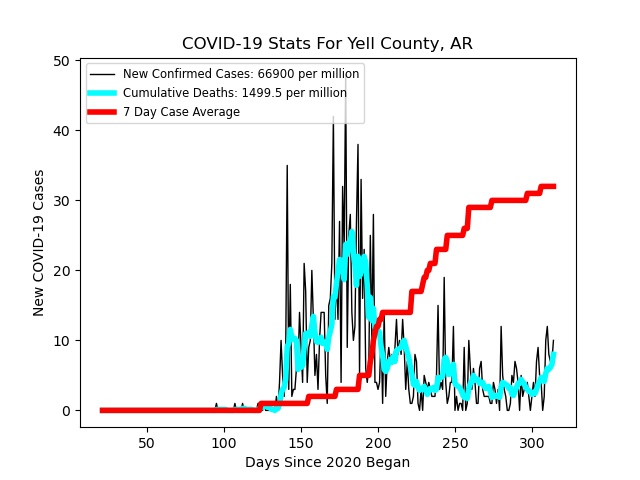 COVID-19 Stats For Yell County, AR
New Confirmed Cases: 66900 per million
Cumulative Deaths: 1499.5 per million
7 Day Case Average
50
40
30
20
10
0
New COVID-19 Cases
50
100
150
200
250
300
Days Since 2020 Began